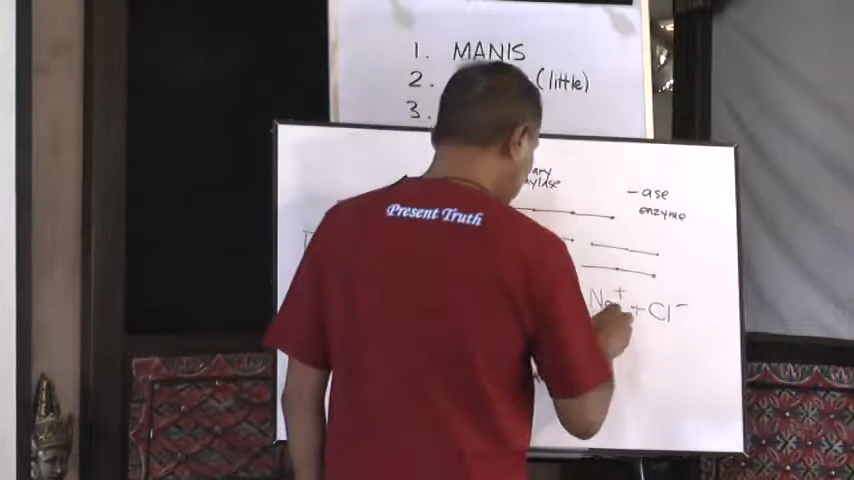 1. MANIS
2. (little)
3.
amylase
- ase
enzyme
Present Truth
Na+ + Cl-